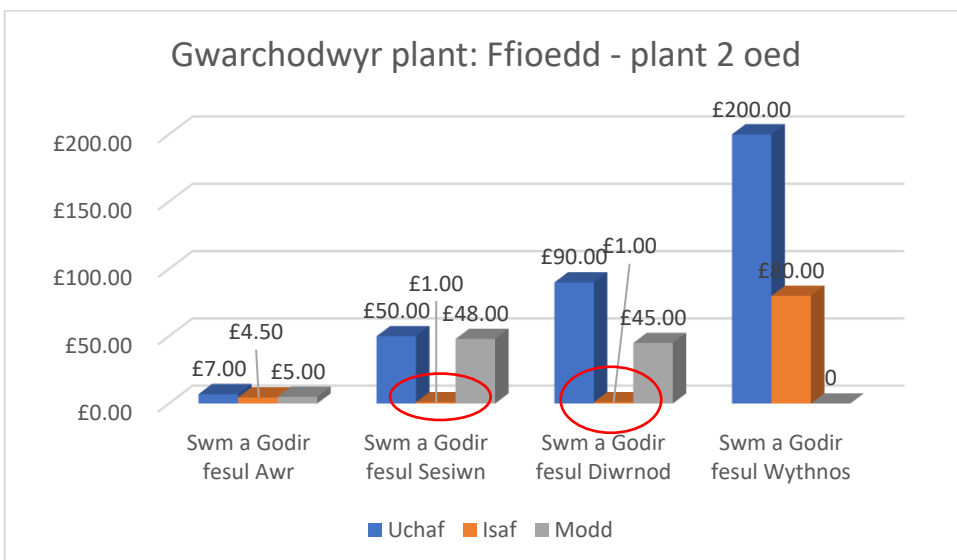 Gwarchodwyr plant: Ffioedd - plant 2 oed
£200.00
£150.00
£100.00
£50.00
£0.00
£7.00
£4.50
£5.00
£50.00
£1.00
£48.00
£90.00
£1.00
£45.00
£200.00
£80.00
0
Swm a Godir
fesul Awr
Swm a Godir
fesul Sesiwn
Swm a Godir
fesul Diwrnod
Swm a Godir
fesul Wythnos
Uchaf Isaf Modd